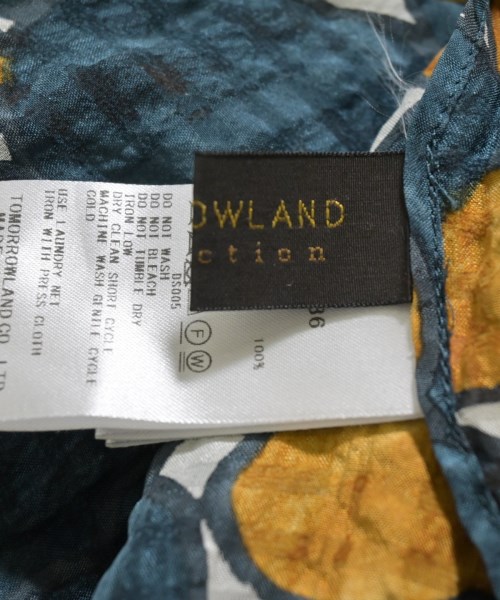 OWLAND
ction
36
100%
DS005
DO NOT WASH
DO NOT BLEACH
DO NOT TUMBLE DRY
IRON LOW
DRY CLEAN SHORT CYCLE
MACHINE WASH GENTLE CYCLE
COLD
USE LAUNDRY NET
IRON WITH PRESS CLOTH
TOMORROWLAND CO., LTD.
F
W